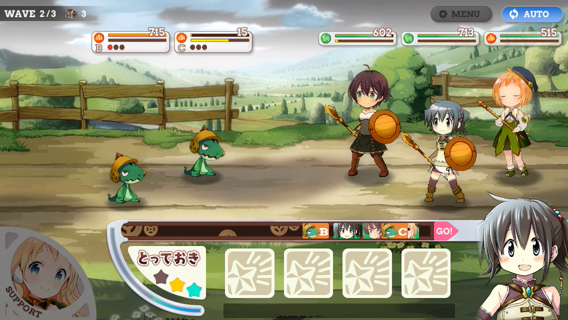 WAVE 2/3 3
MENU
AUTO
715
B
15
C
602
713
515
B
C
GO!
とっておき
SUPPORT